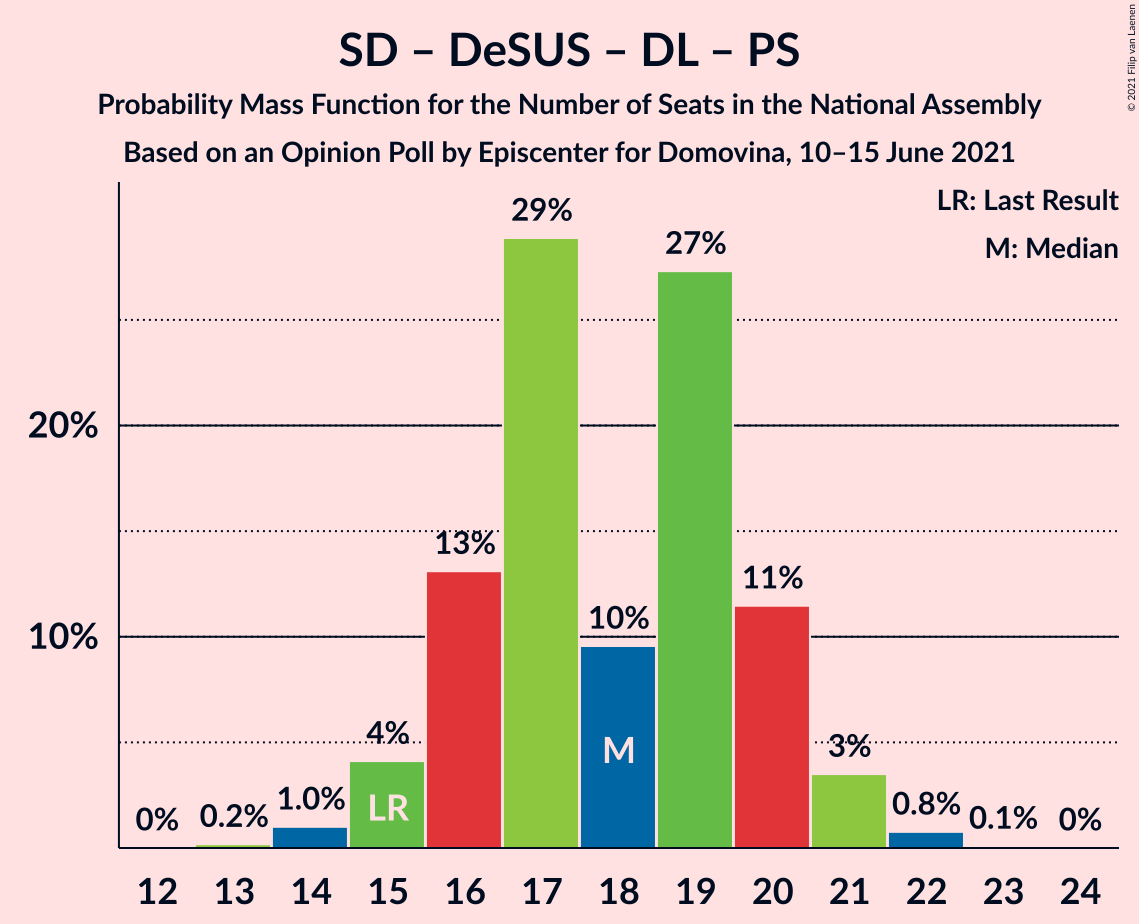 SD – DeSUS – DL – PS
Probability Mass Function for the Number of Seats in the National Assembly
Based on an Opinion Poll by Episcenter for Domovina, 10–15 June 2021
© 2021 Filip van Laenen
LR: Last Result
M: Median
29%
27%
20%
13%
11%
10%
10%
4%
3%
M
LR
0%
0.2%
1.0%
0.8%
0.1%
0%
12 13 14 15 16 17 18 19 20 21 22 23 24